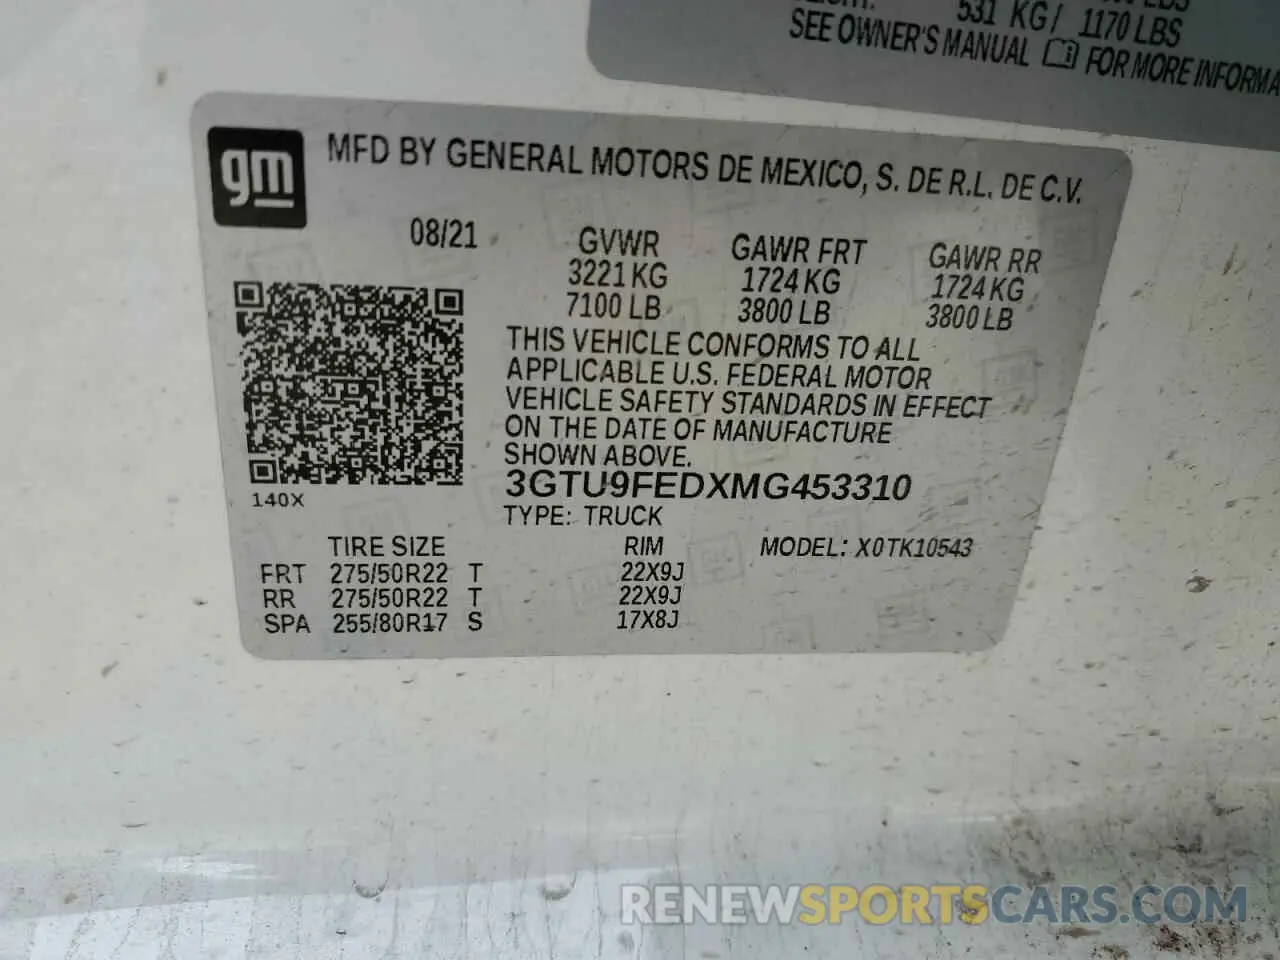 531 KG/ 1170 LBS
SEE OWNER'S MANUAL FOR MORE
gm
MFD BY GENERAL MOTORS DE MEXICO, S. DE R.L. DE C.V.
08/21
GVWR GAWR FRT GAWR RR
3221 KG 1724 KG 1724 KG
7100 LB 3800 LB 3800 LB
THIS VEHICLE CONFORMS TO ALL
APPLICABLE U.S. FEDERAL MOTOR
VEHICLE SAFETY STANDARDS IN EFFECT
ON THE DATE OF MANUFACTURE
SHOWN ABOVE.
3GTU9FEDXMG453310
140X
TYPE: TRUCK
TIRE SIZE RIM MODEL: X0TK10543
FRT 275/50R22 T 22X9J
RR 275/50R22 T 22X9J
SPA 255/80R17 S 17X8J
RENEWSPORTSCARS.COM